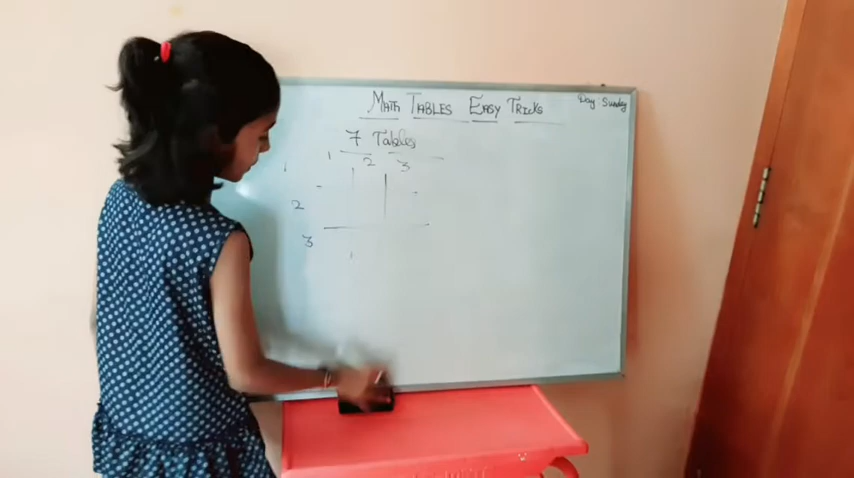 MATH TABLES EASY TRICKS
Day Sunday
7 Tables
1 1 2 3
2
3